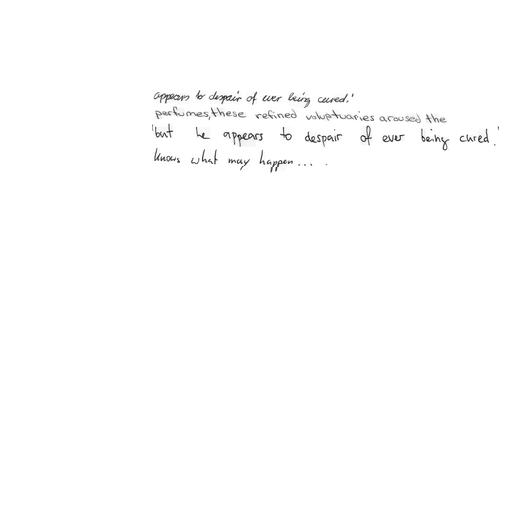 appears to despair of ever being cured.'
perfumes, these refined voluptuaries aroused the
'but he appears to despair of ever being cured.'
knows what may happen... .